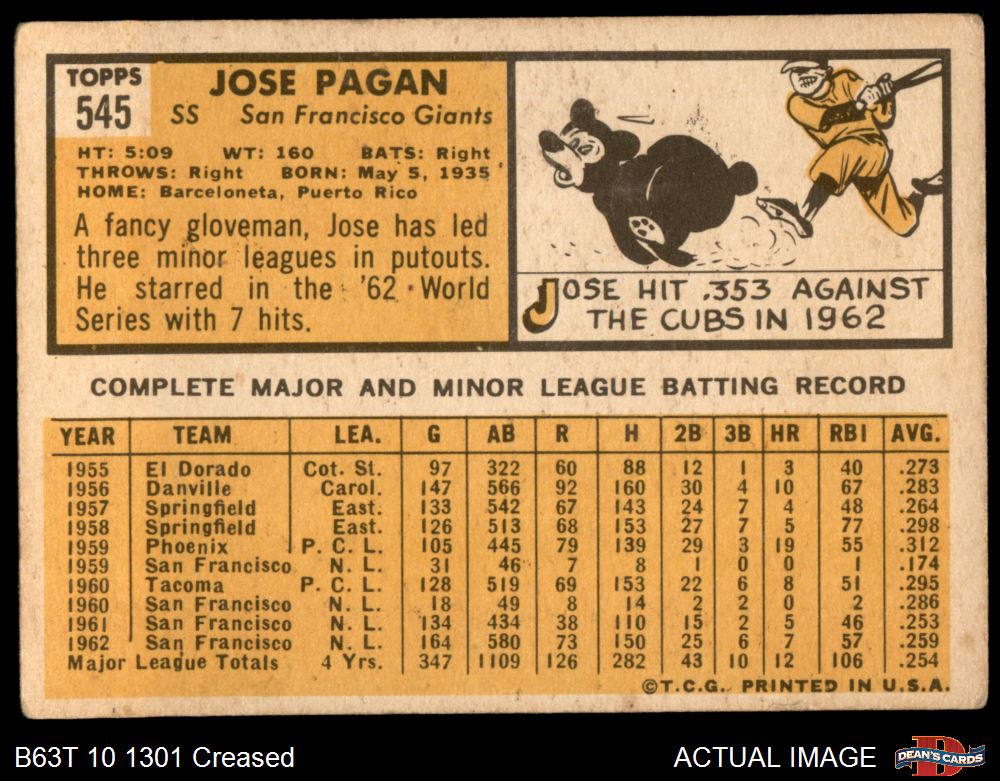 TOPPS
545
JOSE PAGAN
SS San Francisco Giants
HT: 5:09 WT: 160 BATS: Right
THROWS: Right BORN: May 5, 1935
HOME: Barceloneta, Puerto Rico
A fancy gloveman, Jose has led
three minor leagues in putouts.
He starred in the '62 World
Series with 7 hits.
JOSE HIT .353 AGAINST
THE CUBS IN 1962
COMPLETE MAJOR AND MINOR LEAGUE BATTING RECORD
YEAR TEAM LEA. G AB R H 2B 3B HR RBI AVG.
1955 El Dorado Cot. St. 97 322 60 88 12 1 3 40 .273
1956 Danville Carol. 147 566 92 160 30 4 10 67 .283
1957 Springfield East. 133 542 67 143 24 7 4 48 .264
1958 Springfield East. 126 513 68 153 27 7 5 77 .298
1959 Phoenix P. C. L. 105 445 79 139 29 3 19 55 .312
1959 San Francisco N. L. 31 46 7 8 1 0 0 1 .174
1960 Tacoma P. C. L. 128 519 69 153 22 6 8 51 .295
1960 San Francisco N. L. 18 49 8 14 2 2 0 2 .286
1961 San Francisco N. L. 134 434 38 110 15 2 5 46 .253
1962 San Francisco N. L. 164 580 73 150 25 6 7 57 .259
Major League Totals 4 Yrs. 347 1109 126 282 43 10 12 106 .254
©T.C.G. PRINTED IN U.S.A.
B63T 10 1301 Creased
ACTUAL IMAGE
D
DEAN'S CARDS